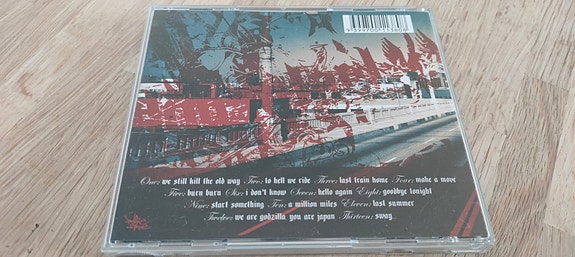 One: we still kill the old way Two: to hell we ride Three: last train home Four: make a move
Five: burn burn Six: i don't know Seven: hello again Eight: goodbye tonight
Nine: start something Ten: a million miles Eleven: last summer
Twelve: we are godzilla you are japan Thirteen: sway